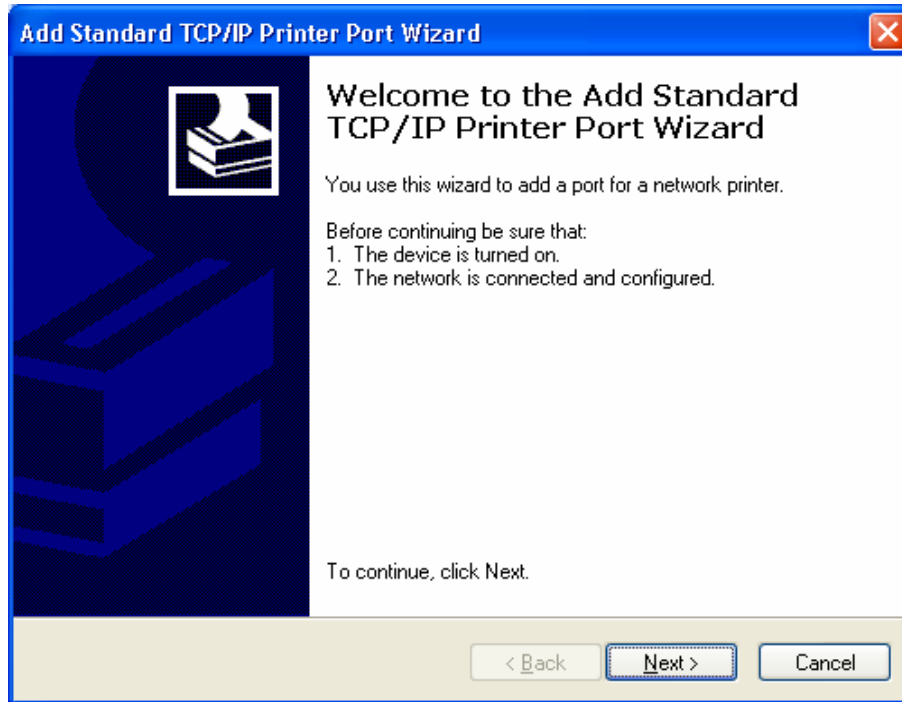 Add Standard TCP/IP Printer Port Wizard
Welcome to the Add Standard
TCP/IP Printer Port Wizard
You use this wizard to add a port for a network printer.
Before continuing be sure that:
1. The device is turned on.
2. The network is connected and configured.
To continue, click Next.
< Back Next > Cancel